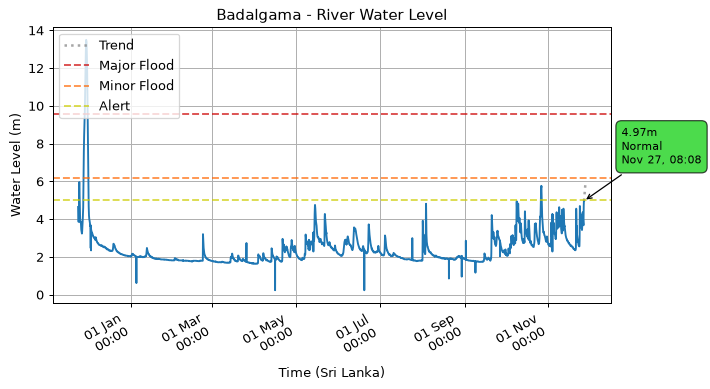 Badalgama - River Water Level
14
12
10
8
6
4
2
0
Water Level (m)
Trend
Major Flood
Minor Flood
Alert
4.97m
Normal
Nov 27, 08:08
01 Jan
00:00
01 Mar
00:00
01 May
00:00
01 Jul
00:00
01 Sep
00:00
01 Nov
00:00
Time (Sri Lanka)